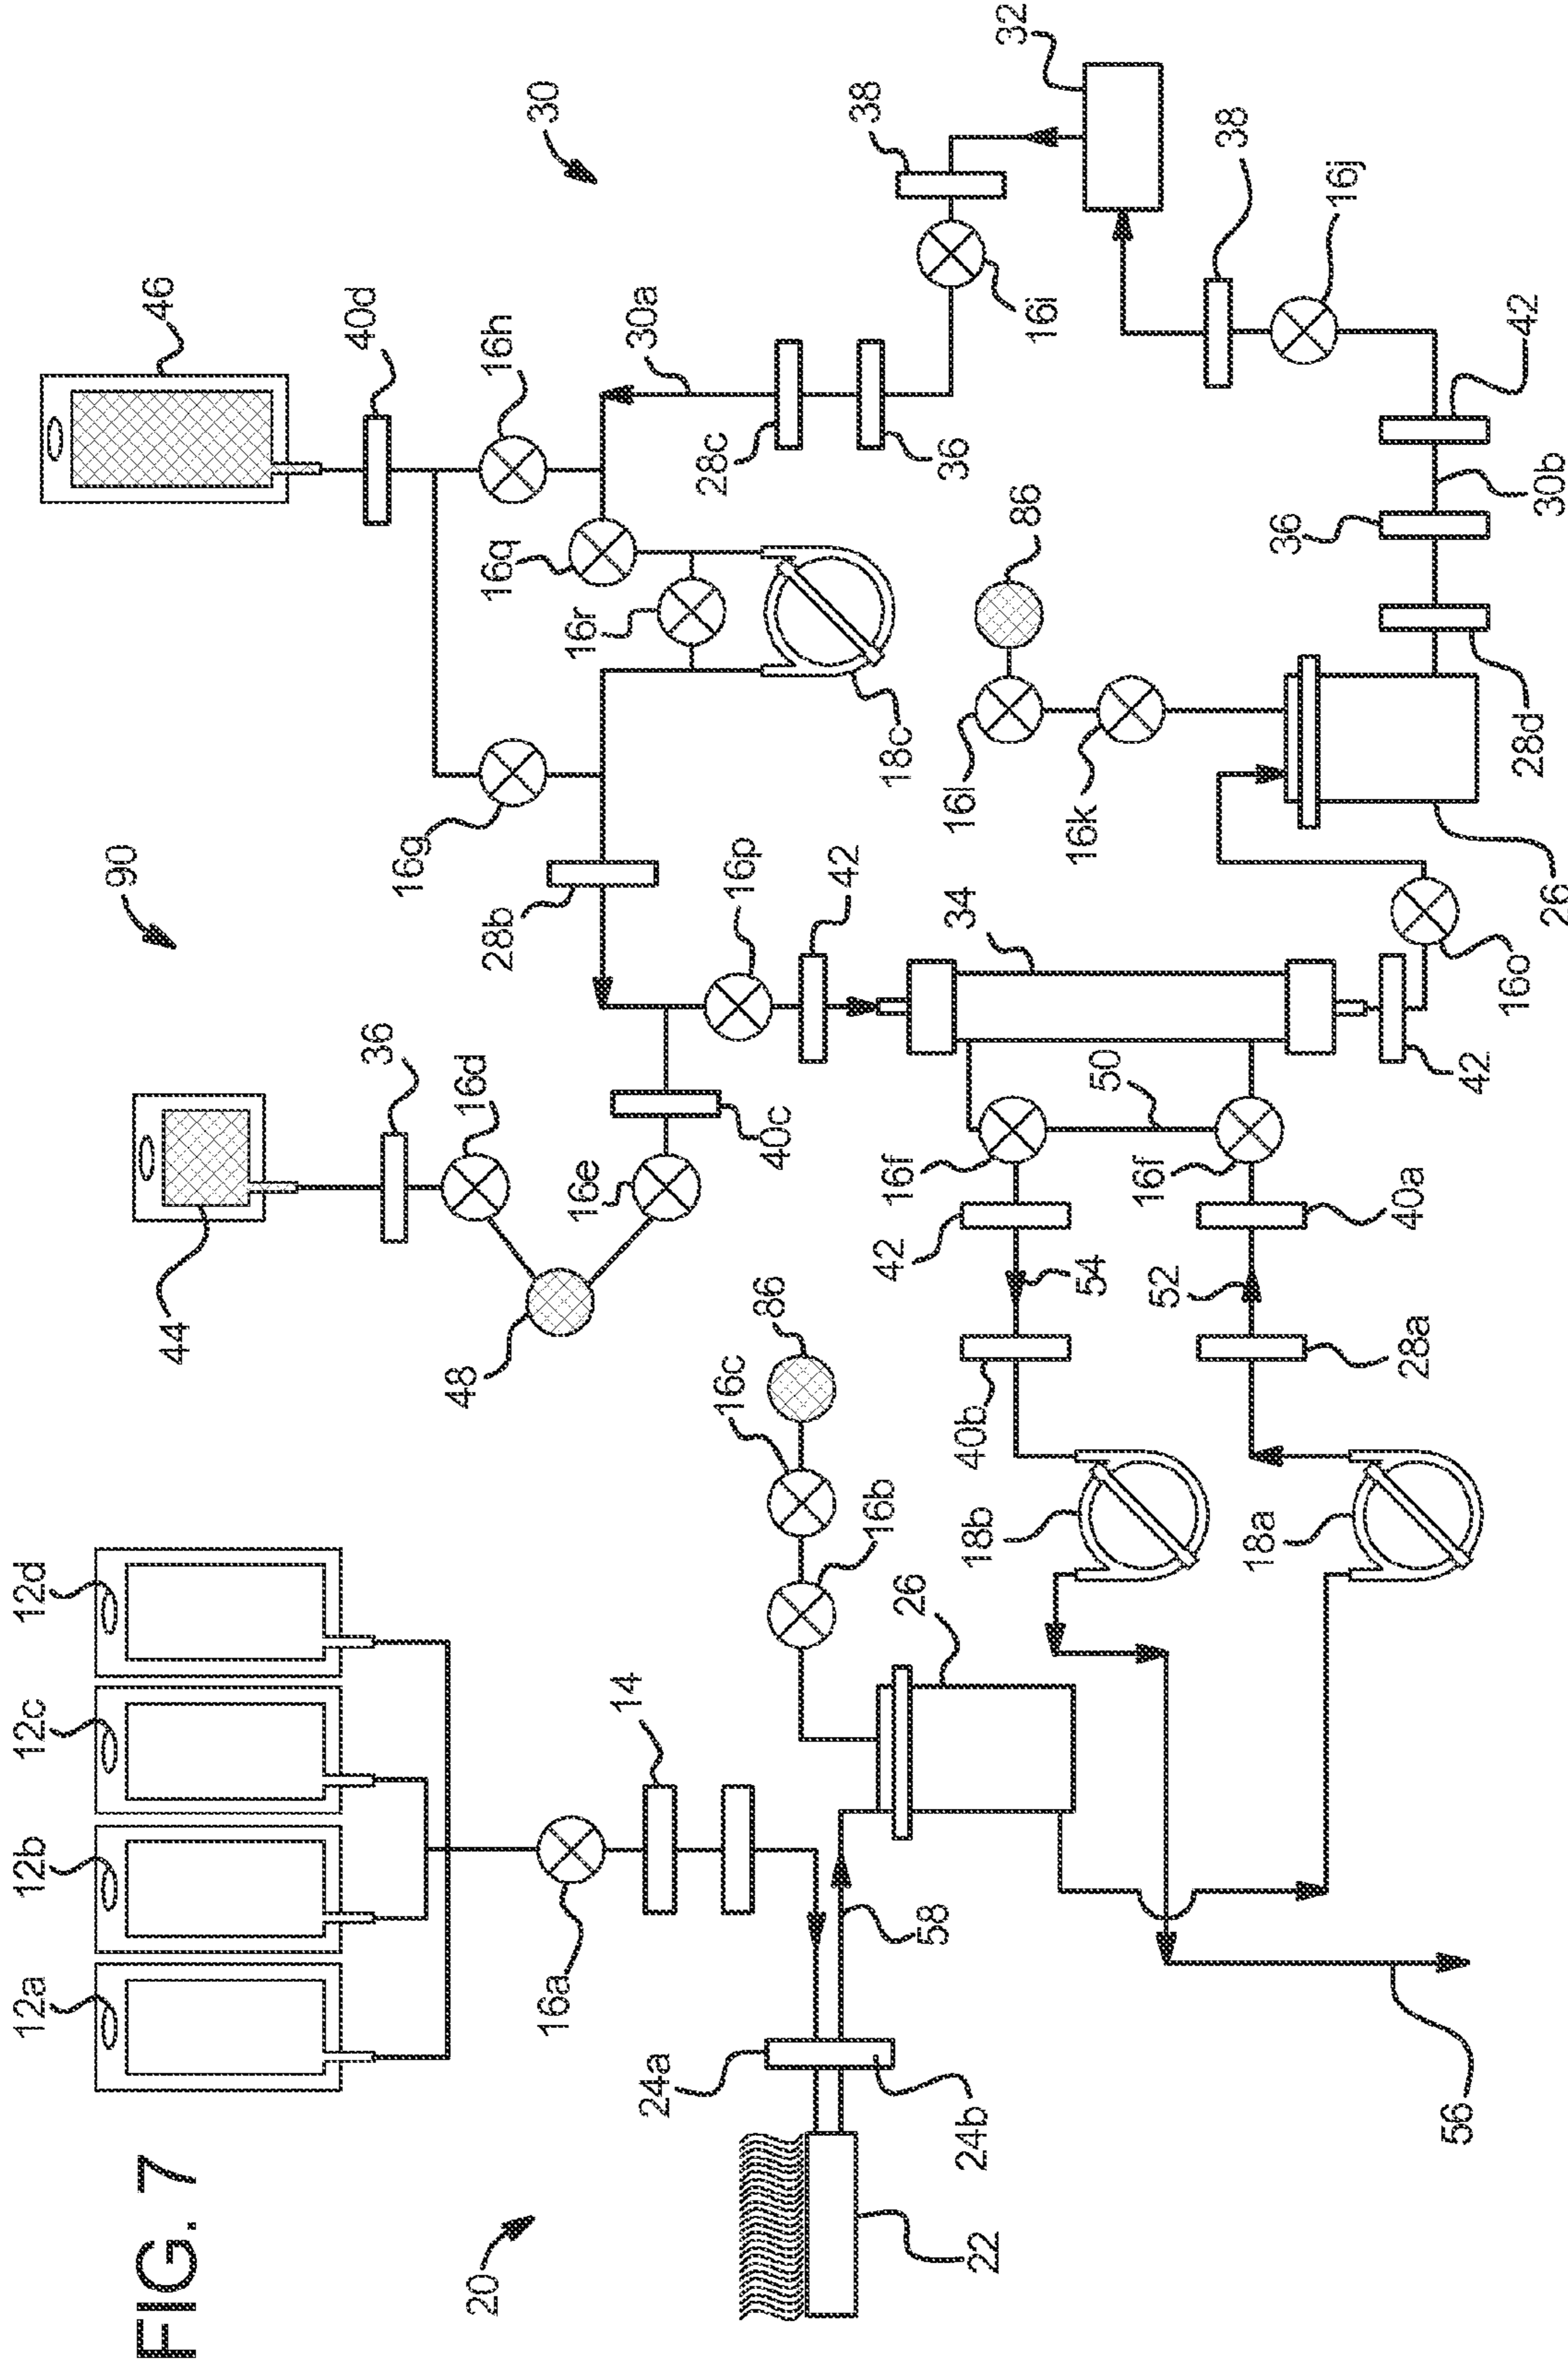 FIG. 7
90
30
20
12a
12b
12c
12d
44
36
16d
48
16e
40c
46
40d
16h
16g
16q
16r
18c
28b
16p
42
30a
28c
36
16i
38
32
38
16j
42
30b
36
28d
26
86
16l
16k
16o
42
34
50
16f
16f
42
40a
54
52
40b
28a
18b
18a
86
16c
16b
26
14
16a
58
24a
24b
22
56